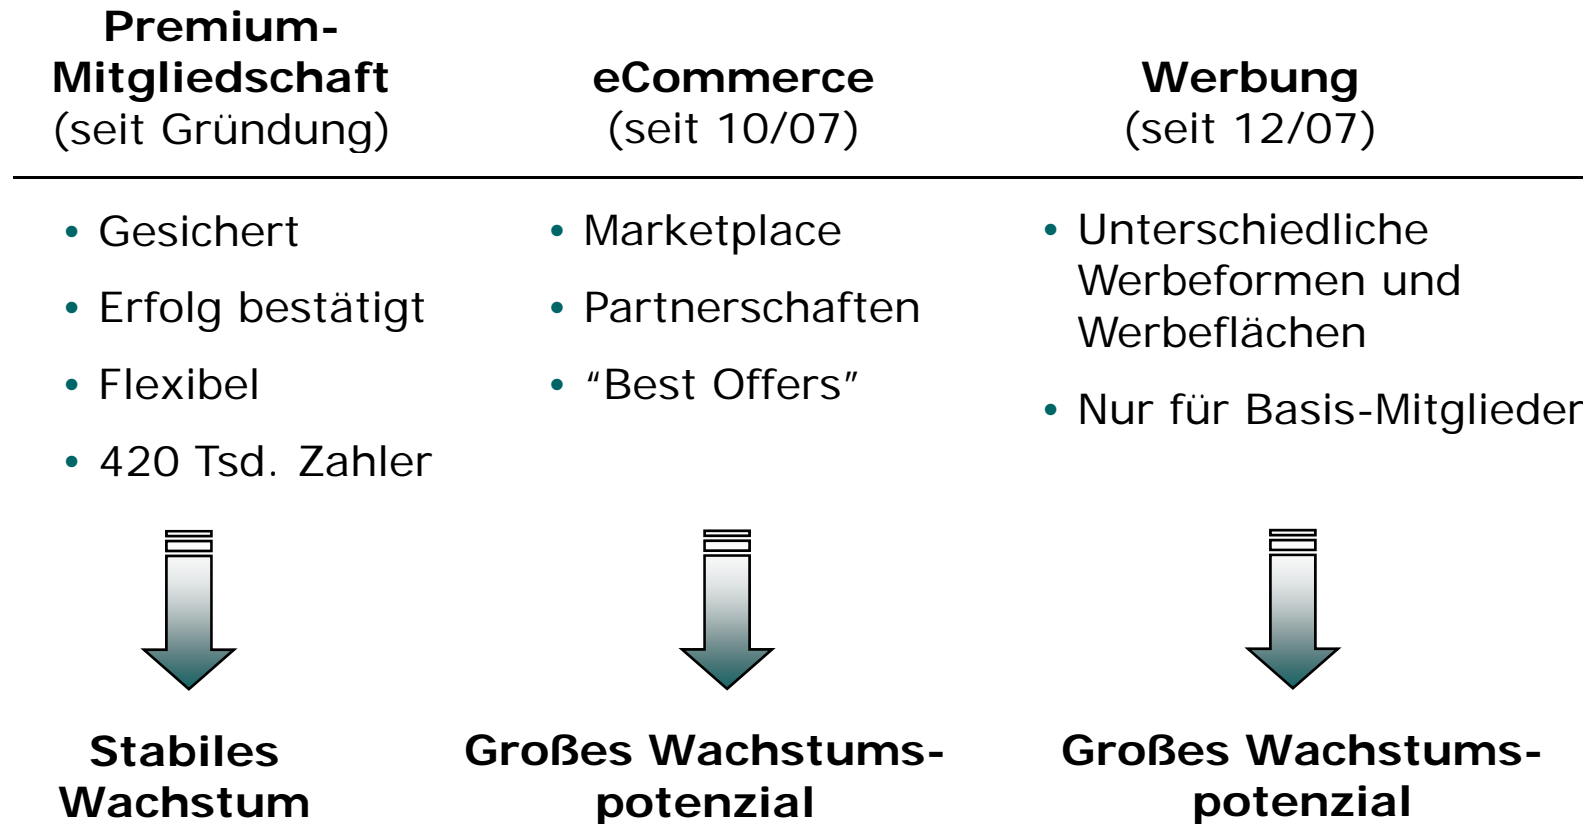 Premium-
Mitgliedschaft
(seit Gründung)
eCommerce
(seit 10/07)
Werbung
(seit 12/07)
• Gesichert
• Erfolg bestätigt
• Flexibel
• 420 Tsd. Zahler
• Marketplace
• Partnerschaften
• “Best Offers”
• Unterschiedliche
Werbeformen und
Werbeflächen
• Nur für Basis-Mitglieder
Stabiles
Wachstum
Großes Wachstums-
potenzial
Großes Wachstums-
potenzial